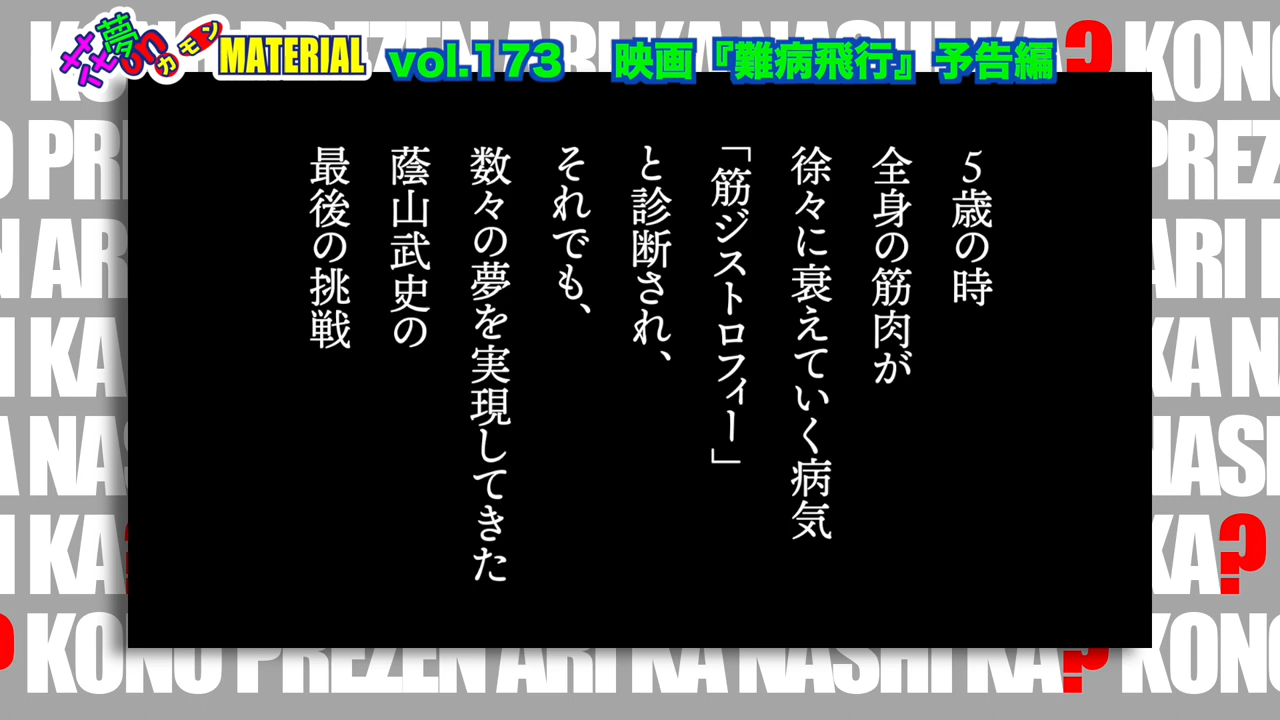 夢
カモン
MATERIAL
vol.173 映画『難病飛行』予告編
5歳の時
全身の筋肉が
徐々に衰えていく病気
「筋ジストロフィー」
と診断され、
それでも、
数々の夢を実現してきた
蔭山武史の
最後の挑戦
KONO PREZEN ARI KA NASHI KA? KONO